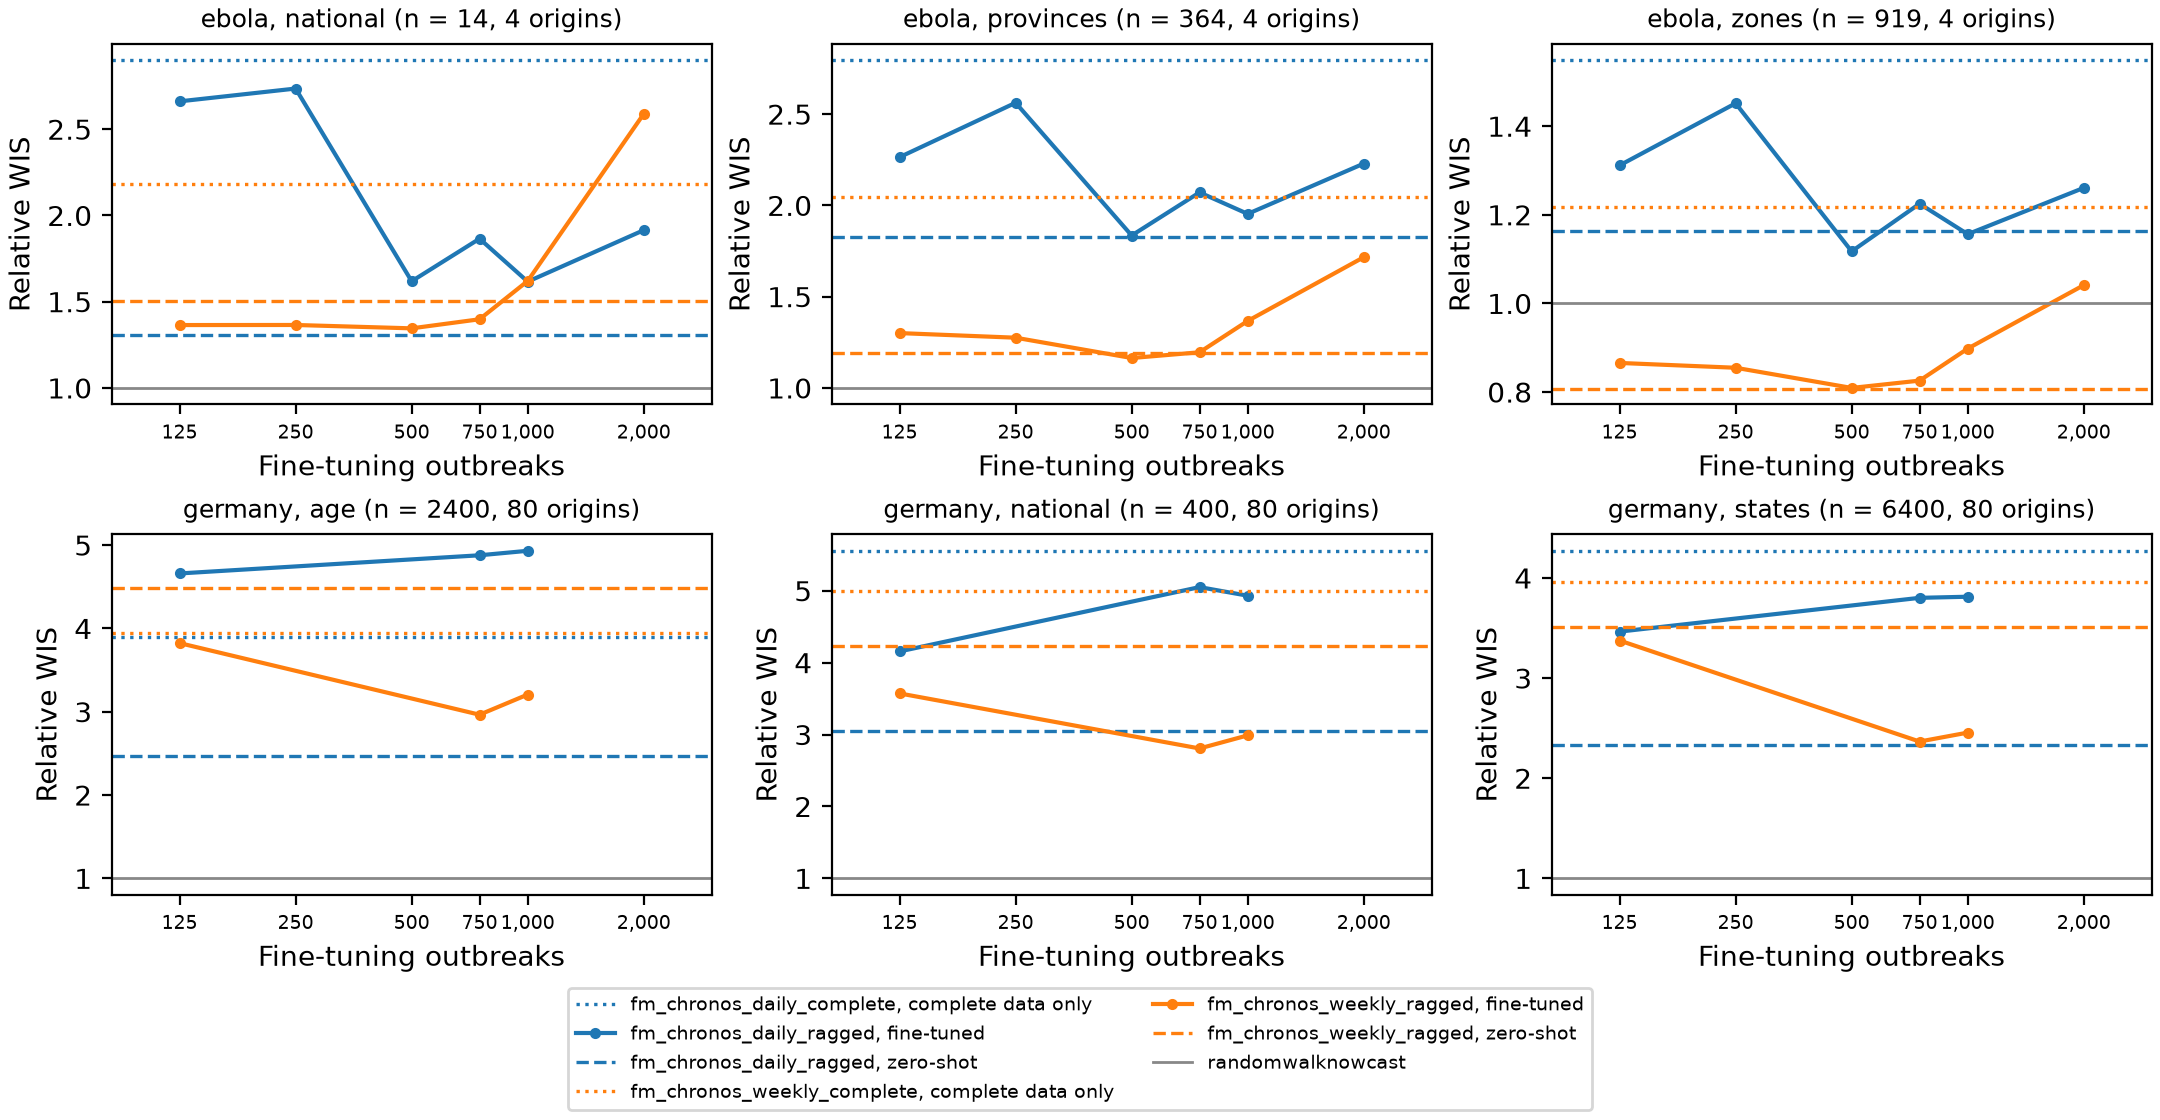 ebola, national (n = 14, 4 origins)
Relative WIS
2.5
2.0
1.5
1.0
125 250 500 750 1,000 2,000
Fine-tuning outbreaks
ebola, provinces (n = 364, 4 origins)
Relative WIS
2.5
2.0
1.5
1.0
125 250 500 750 1,000 2,000
Fine-tuning outbreaks
ebola, zones (n = 919, 4 origins)
Relative WIS
1.4
1.2
1.0
0.8
125 250 500 750 1,000 2,000
Fine-tuning outbreaks
germany, age (n = 2400, 80 origins)
Relative WIS
5
4
3
2
1
125 250 500 750 1,000 2,000
Fine-tuning outbreaks
germany, national (n = 400, 80 origins)
Relative WIS
5
4
3
2
1
125 250 500 750 1,000 2,000
Fine-tuning outbreaks
germany, states (n = 6400, 80 origins)
Relative WIS
4
3
2
1
125 250 500 750 1,000 2,000
Fine-tuning outbreaks
fm_chronos_daily_complete, complete data only
fm_chronos_daily_ragged, fine-tuned
fm_chronos_daily_ragged, zero-shot
fm_chronos_weekly_complete, complete data only
fm_chronos_weekly_ragged, fine-tuned
fm_chronos_weekly_ragged, zero-shot
randomwalknowcast